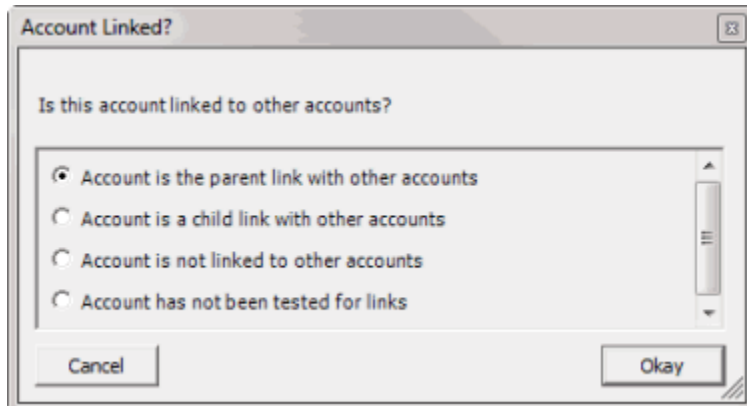 Account Linked?
Is this account linked to other accounts?
Account is the parent link with other accounts
Account is a child link with other accounts
Account is not linked to other accounts
Account has not been tested for links
Cancel
Okay